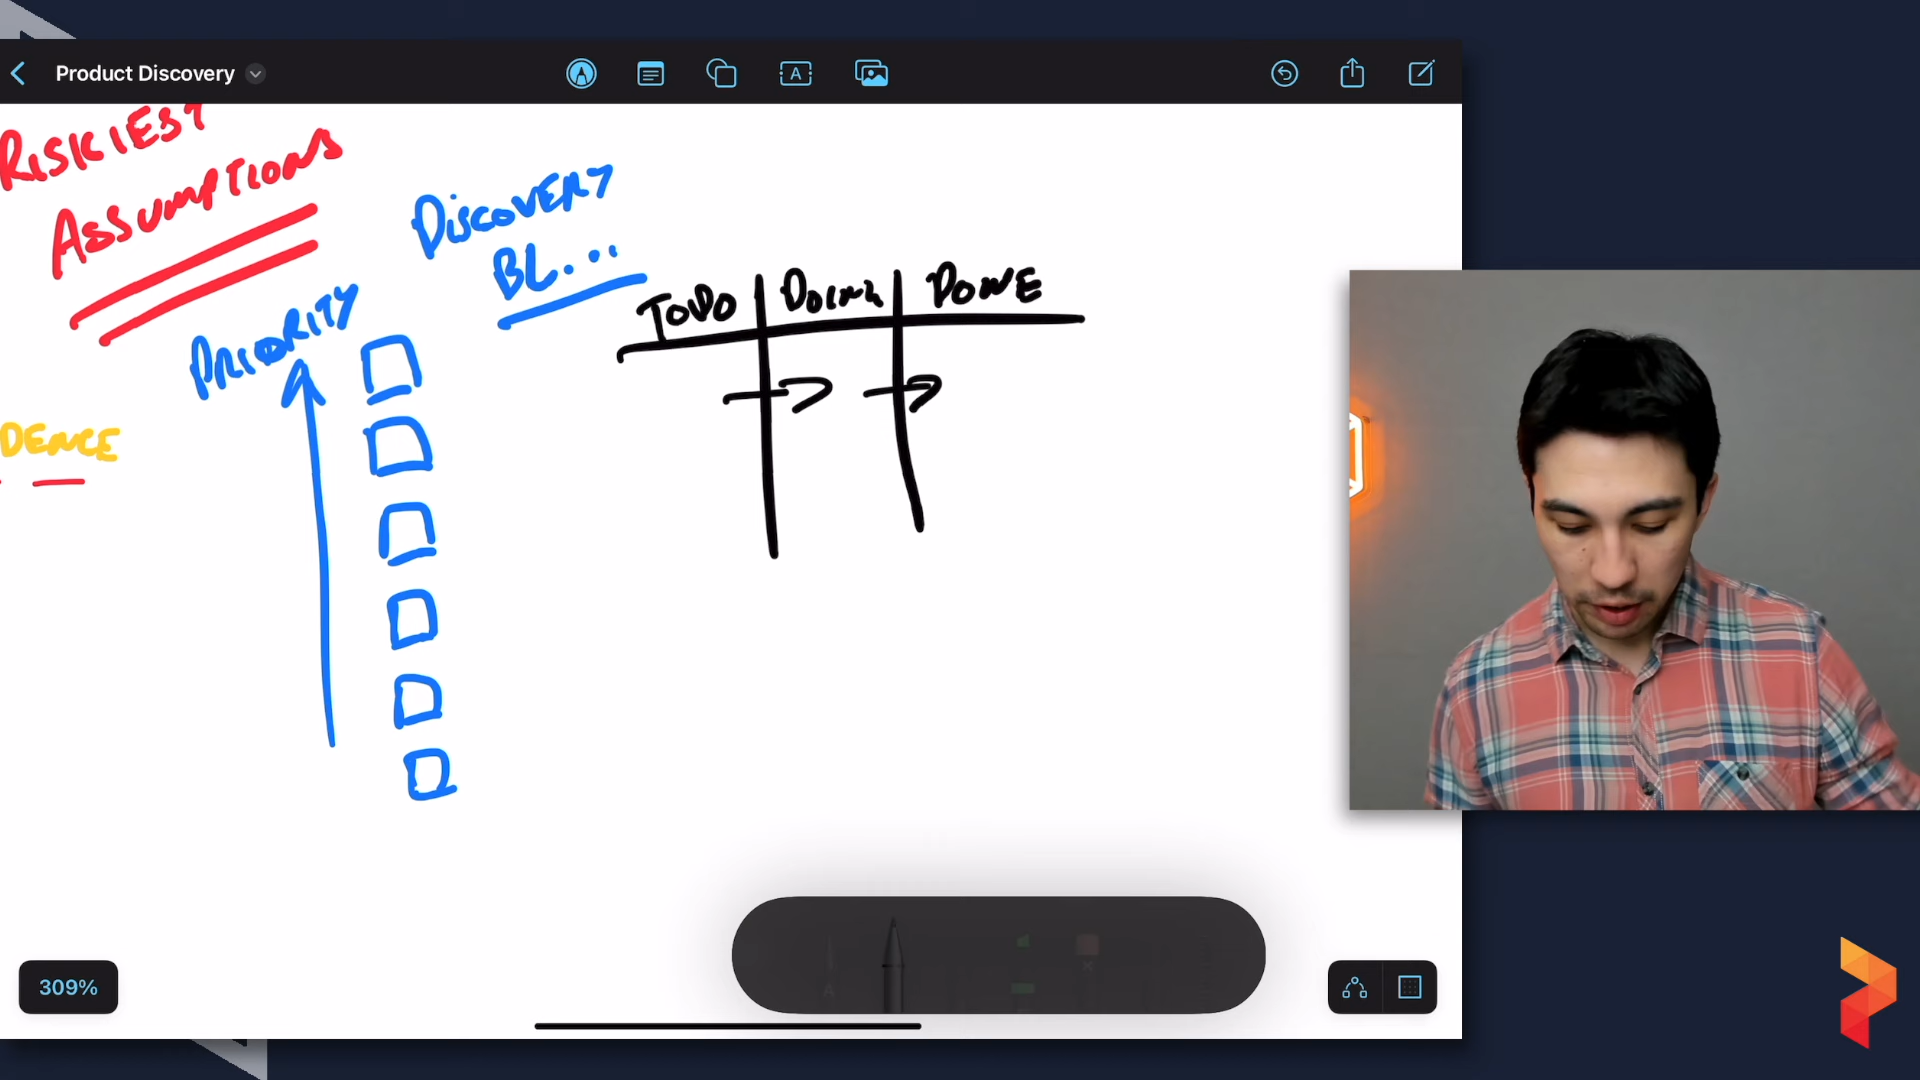 Product Discovery
RISKIEST
ASSUMPTIONS
DISCOVERY
BL...
PRIORITY
TODO DOING DONE
DENCE
309%